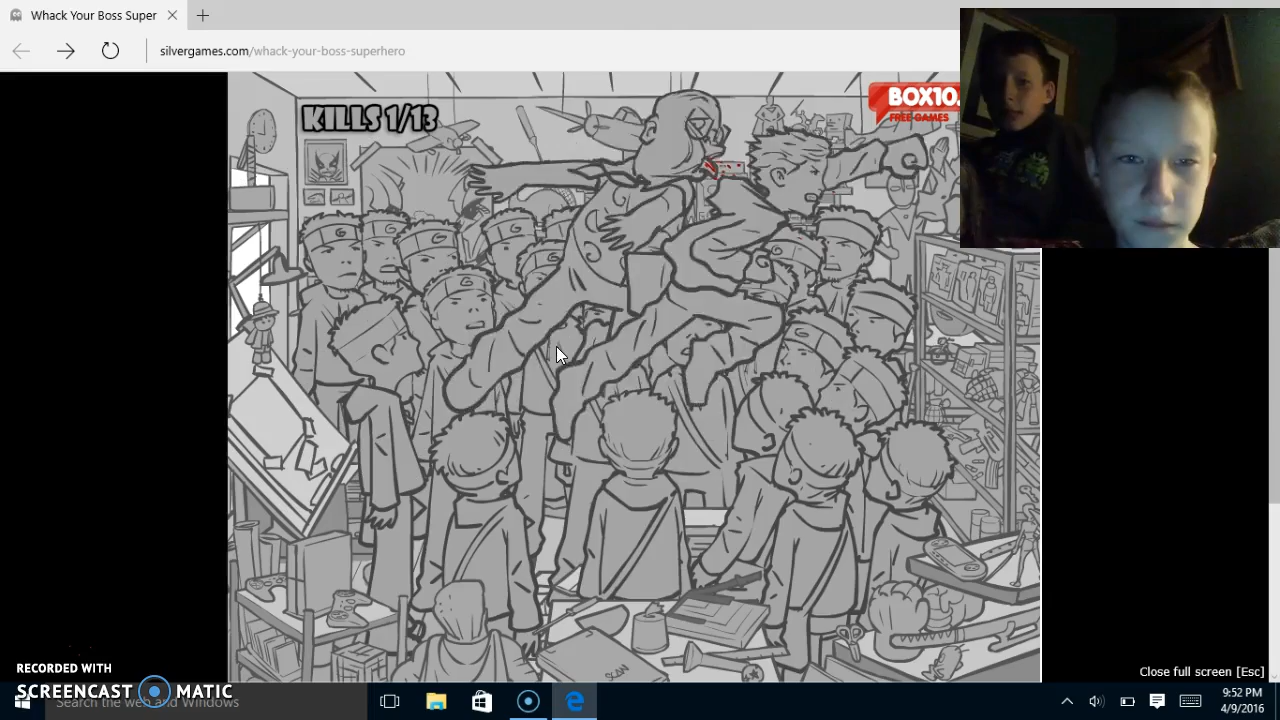 Whack Your Boss Super
silvergames.com/whack-your-boss-superhero
KILLS 1/13
BOX10.
FREE GAMES
G
G
G
G
G
G
SCAN
Close full screen [Esc]
RECORDED WITH
SCREENCAST MATIC
Search the web and Windows
9:52 PM
4/9/2016